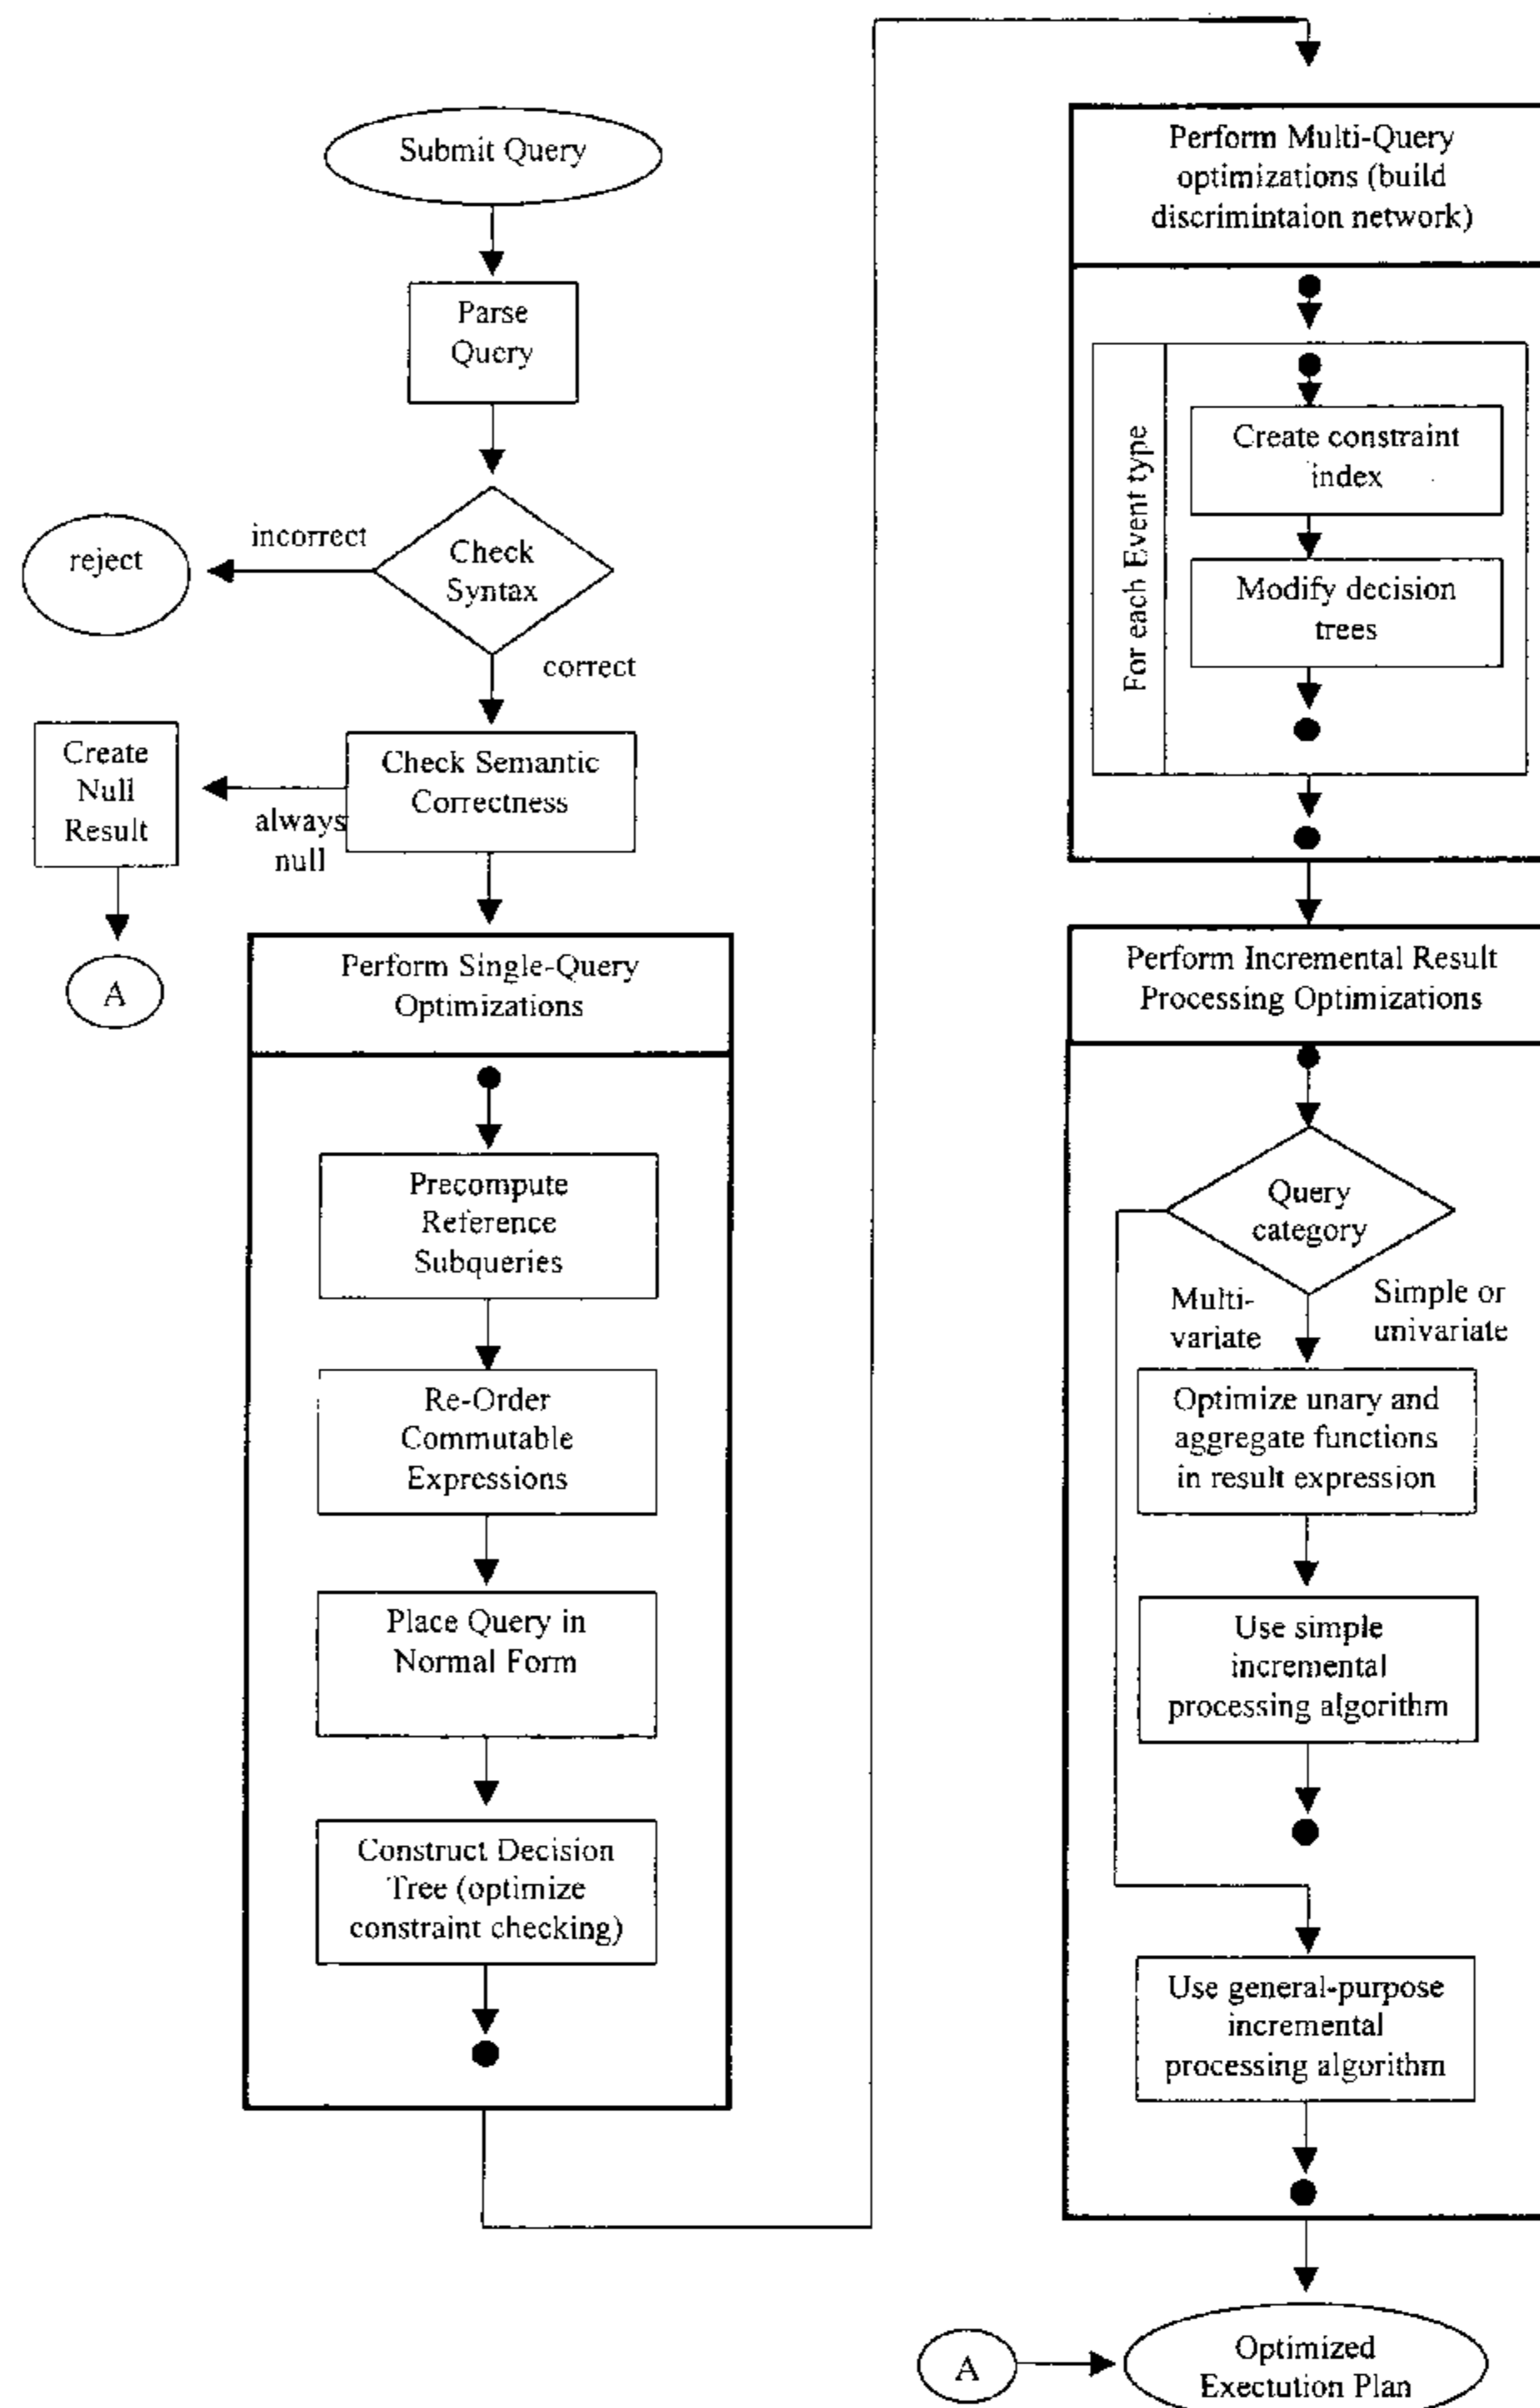 Submit Query
Parse
Query
Check
Syntax
incorrect
reject
correct
Check Semantic
Correctness
always
null
Create
Null
Result
A
Perform Single-Query
Optimizations
Precompute
Reference
Subqueries
Re-Order
Commutable
Expressions
Place Query in
Normal Form
Construct Decision
Tree (optimize
constraint checking)
Perform Multi-Query
optimizations (build
discrimintaion network)
For each Event type
Create constraint
index
Modify decision
trees
Perform Incremental Result
Processing Optimizations
Query
category
Multi-
variate
Simple or
univariate
Optimize unary and
aggregate functions
in result expression
Use simple
incremental
processing algorithm
Use general-purpose
incremental
processing algorithm
A
Optimized
Exectution Plan